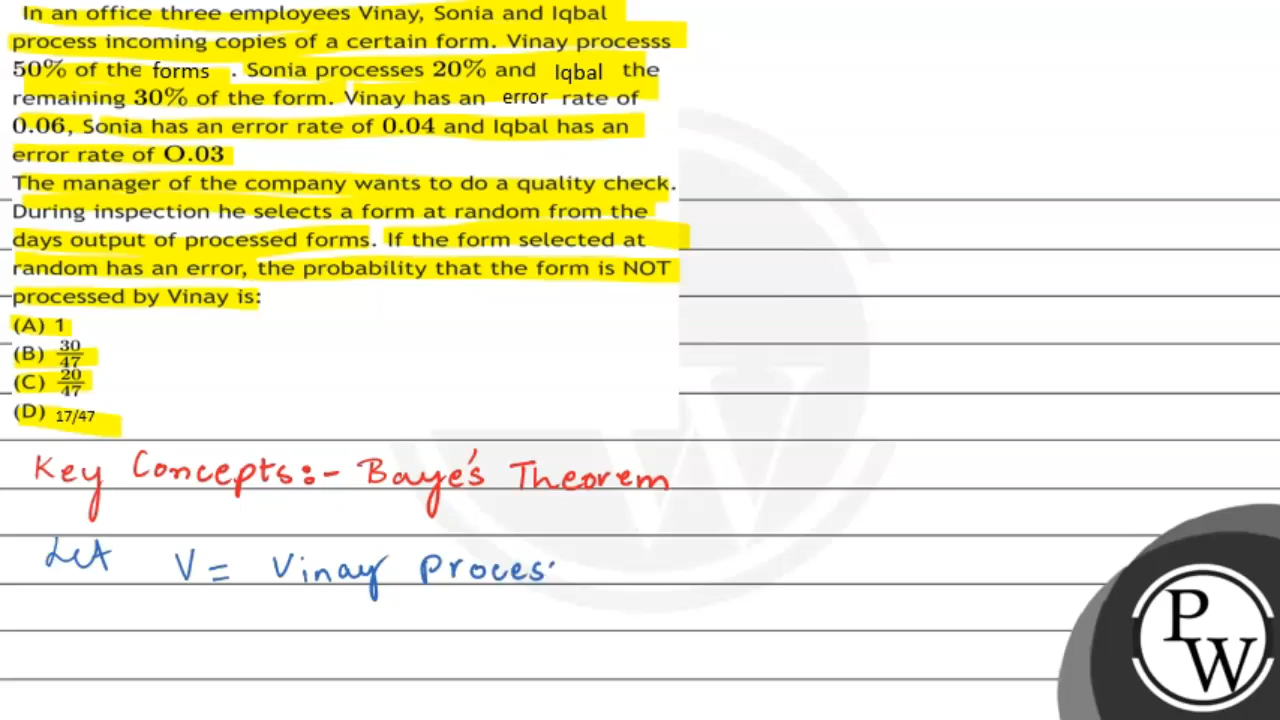 In an office three employees Vinay, Sonia and Iqbal
process incoming copies of a certain form. Vinay processs
50% of the forms . Sonia processes 20% and Iqbal the
remaining 30% of the form. Vinay has an error rate of
0.06, Sonia has an error rate of 0.04 and Iqbal has an
error rate of O.03
The manager of the company wants to do a quality check.
During inspection he selects a form at random from the
days output of processed forms. If the form selected at
random has an error, the probability that the form is NOT
processed by Vinay is:
(A) 1
(B) 30/47
(C) 20/47
(D) 17/47
Key Concepts:- Baye's Theorem
Let V = Vinay Proces
P
W